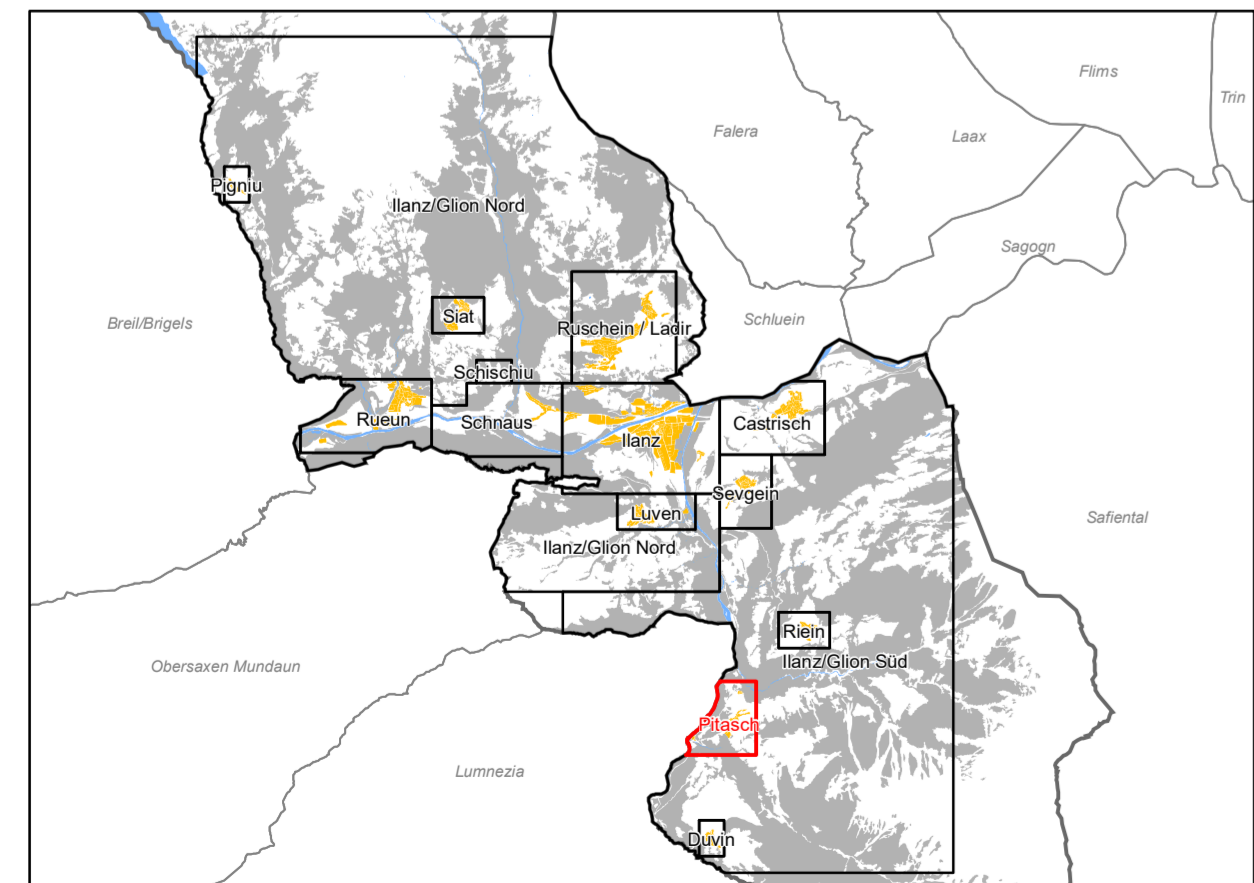 Flims
Trin
Falera
Laax
Pigniu
Ilanz/Glion Nord
Sagogn
Breil/Brigels
Siat
Ruschein / Ladir
Schluein
Schischiu
Rueun
Schnaus
Ilanz
Castrisch
Sevgein
Luven
Safiental
Ilanz/Glion Nord
Riein
Ilanz/Glion Süd
Obersaxen Mundaun
Pitasch
Lumnezia
Duvin